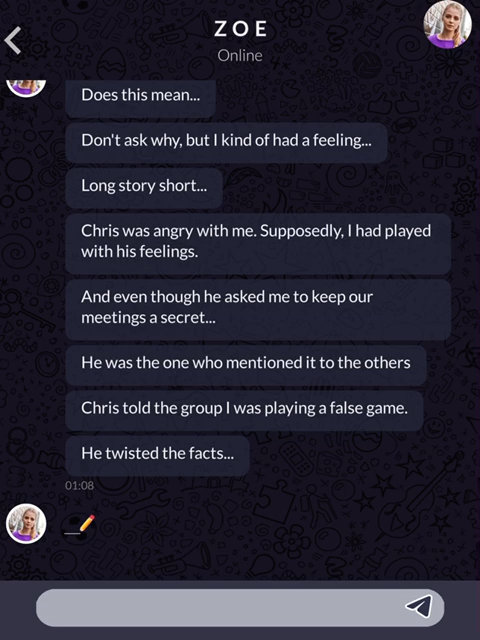 ZOE
Online
Does this mean...
Don't ask why, but I kind of had a feeling...
Long story short...
Chris was angry with me. Supposedly, I had played
with his feelings.
And even though he asked me to keep our
meetings a secret...
He was the one who mentioned it to the others
Chris told the group I was playing a false game.
He twisted the facts...
01:08